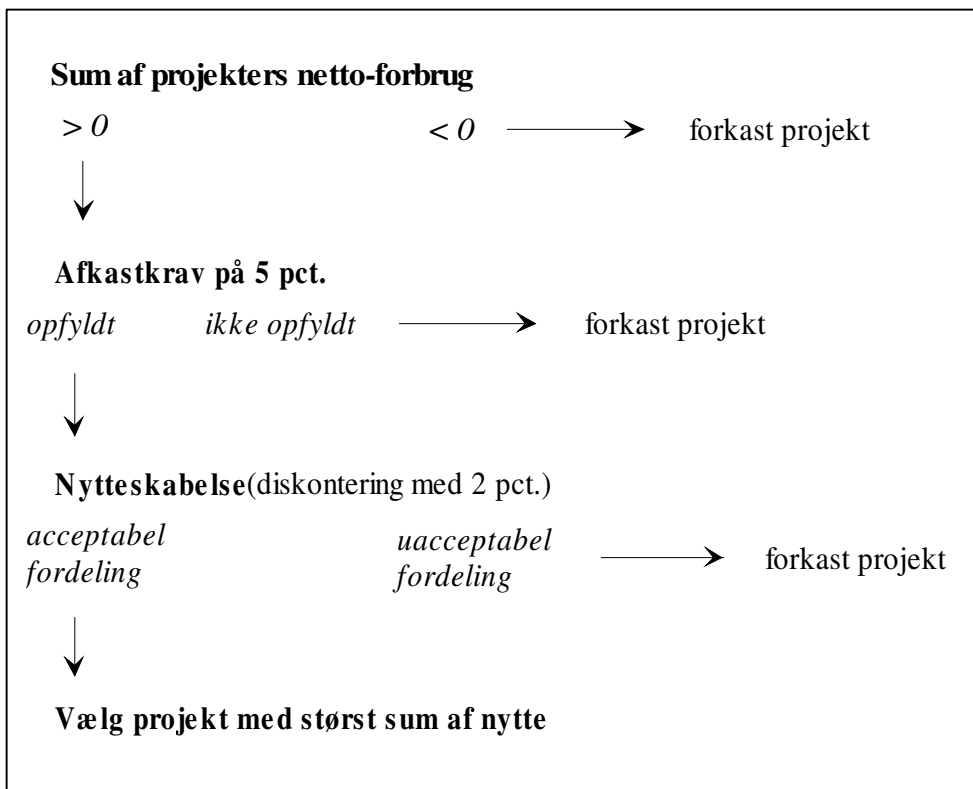 Sum af projekters netto-forbrug
> 0 < 0 forkast projekt
Afkastkrav på 5 pct.
opfyldt ikke opfyldt forkast projekt
Nytteskabelse(diskontering med 2 pct.)
acceptabel fordeling uacceptabel fordeling forkast projekt
Vælg projekt med størst sum af nytte